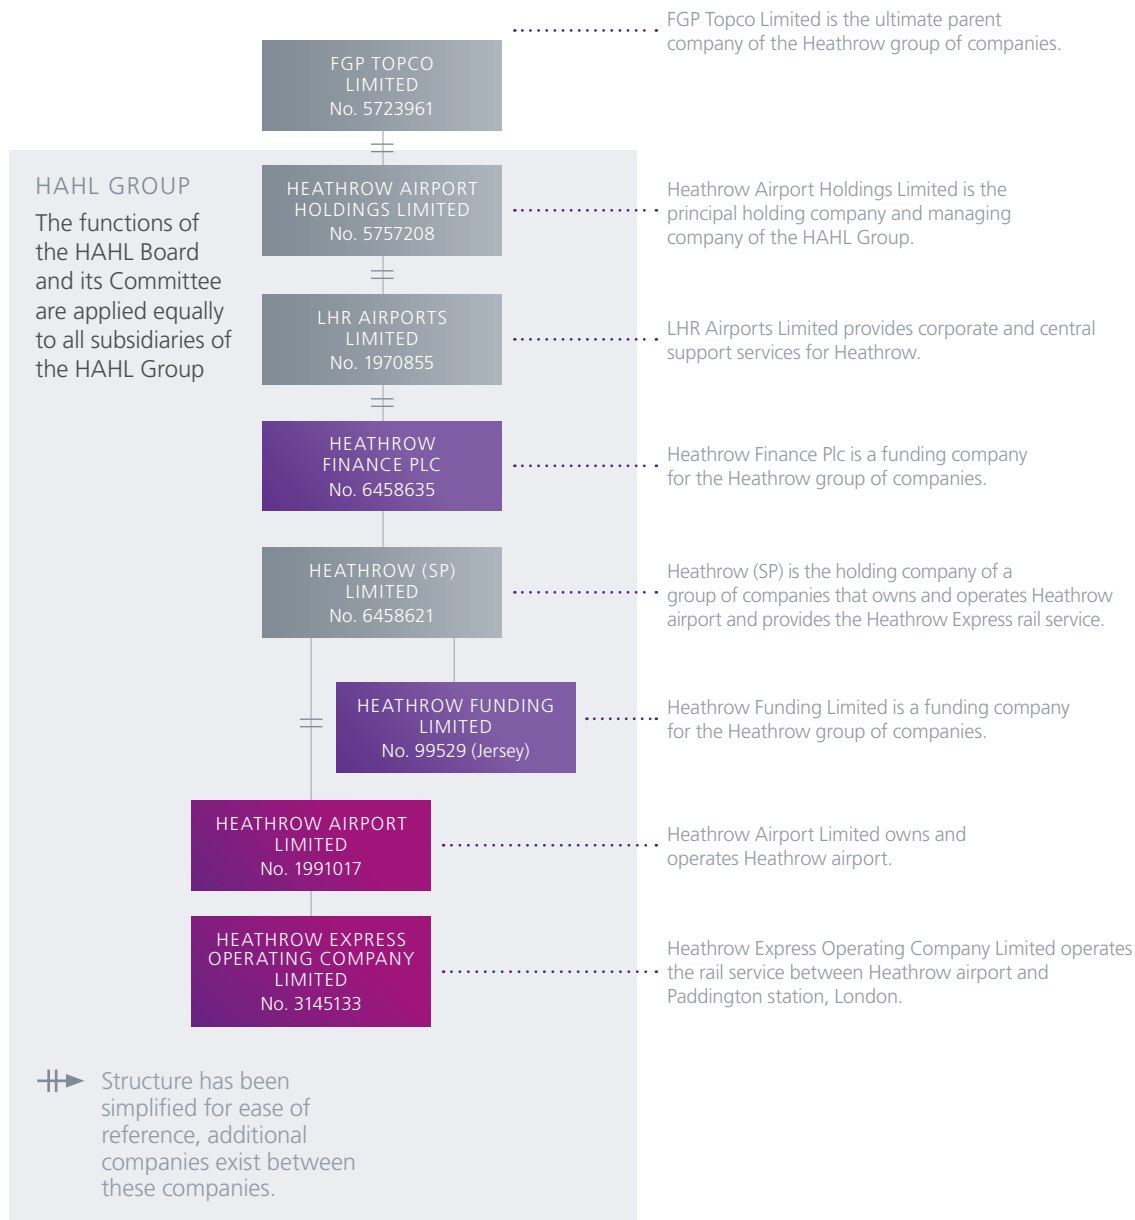 FGP TOPCO
LIMITED
No. 5723961
FGP Topco Limited is the ultimate parent
company of the Heathrow group of companies.
HAHL GROUP
The functions of
the HAHL Board
and its Committee
are applied equally
to all subsidiaries of
the HAHL Group
HEATHROW AIRPORT
HOLDINGS LIMITED
No. 5757208
Heathrow Airport Holdings Limited is the
principal holding company and managing
company of the HAHL Group.
LHR AIRPORTS
LIMITED
No. 1970855
LHR Airports Limited provides corporate and central
support services for Heathrow.
HEATHROW
FINANCE PLC
No. 6458635
Heathrow Finance Plc is a funding company
for the Heathrow group of companies.
HEATHROW (SP)
LIMITED
No. 6458621
Heathrow (SP) is the holding company of a
group of companies that owns and operates Heathrow
airport and provides the Heathrow Express rail service.
HEATHROW FUNDING
LIMITED
No. 99529 (Jersey)
Heathrow Funding Limited is a funding company
for the Heathrow group of companies.
HEATHROW AIRPORT
LIMITED
No. 1991017
Heathrow Airport Limited owns and
operates Heathrow airport.
HEATHROW EXPRESS
OPERATING COMPANY
LIMITED
No. 3145133
Heathrow Express Operating Company Limited operates
the rail service between Heathrow airport and
Paddington station, London.
Structure has been
simplified for ease of
reference, additional
companies exist between
these companies.